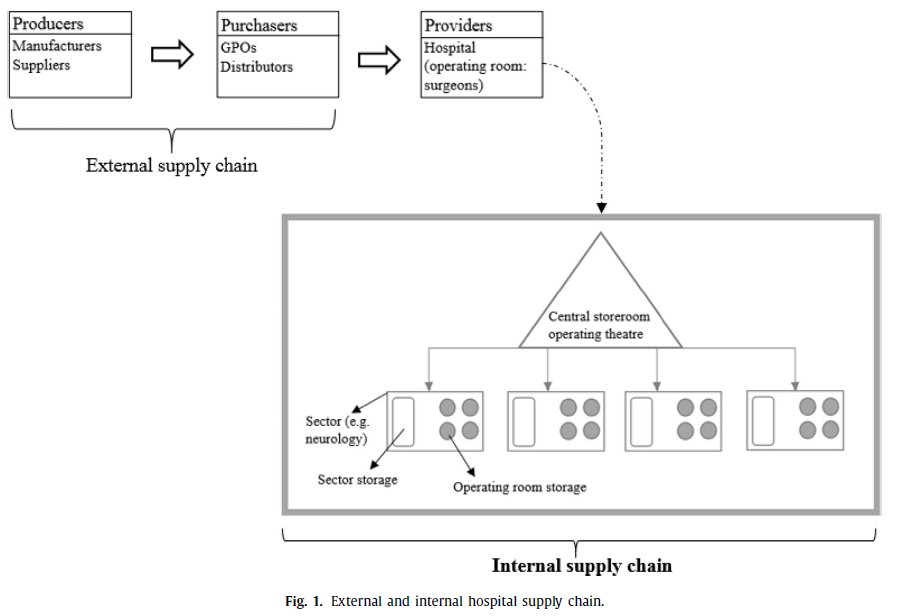 Producers
Manufacturers
Suppliers
Purchasers
GPOs
Distributors
Providers
Hospital
(operating room:
surgeons)
External supply chain
Central storeroom
operating theatre
Sector (e.g.
neurology)
Sector storage
Operating room storage
Internal supply chain
Fig. 1. External and internal hospital supply chain.